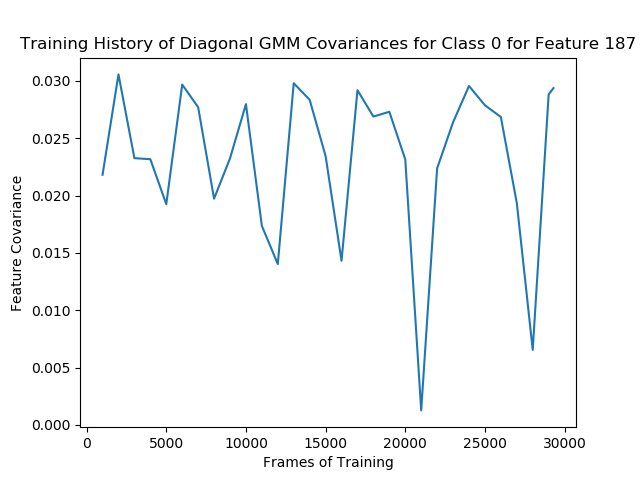 Training History of Diagonal GMM Covariances for Class 0 for Feature 187
0.030
0.025
0.020
0.015
0.010
0.005
0.000
Feature Covariance
0 5000 10000 15000 20000 25000 30000
Frames of Training